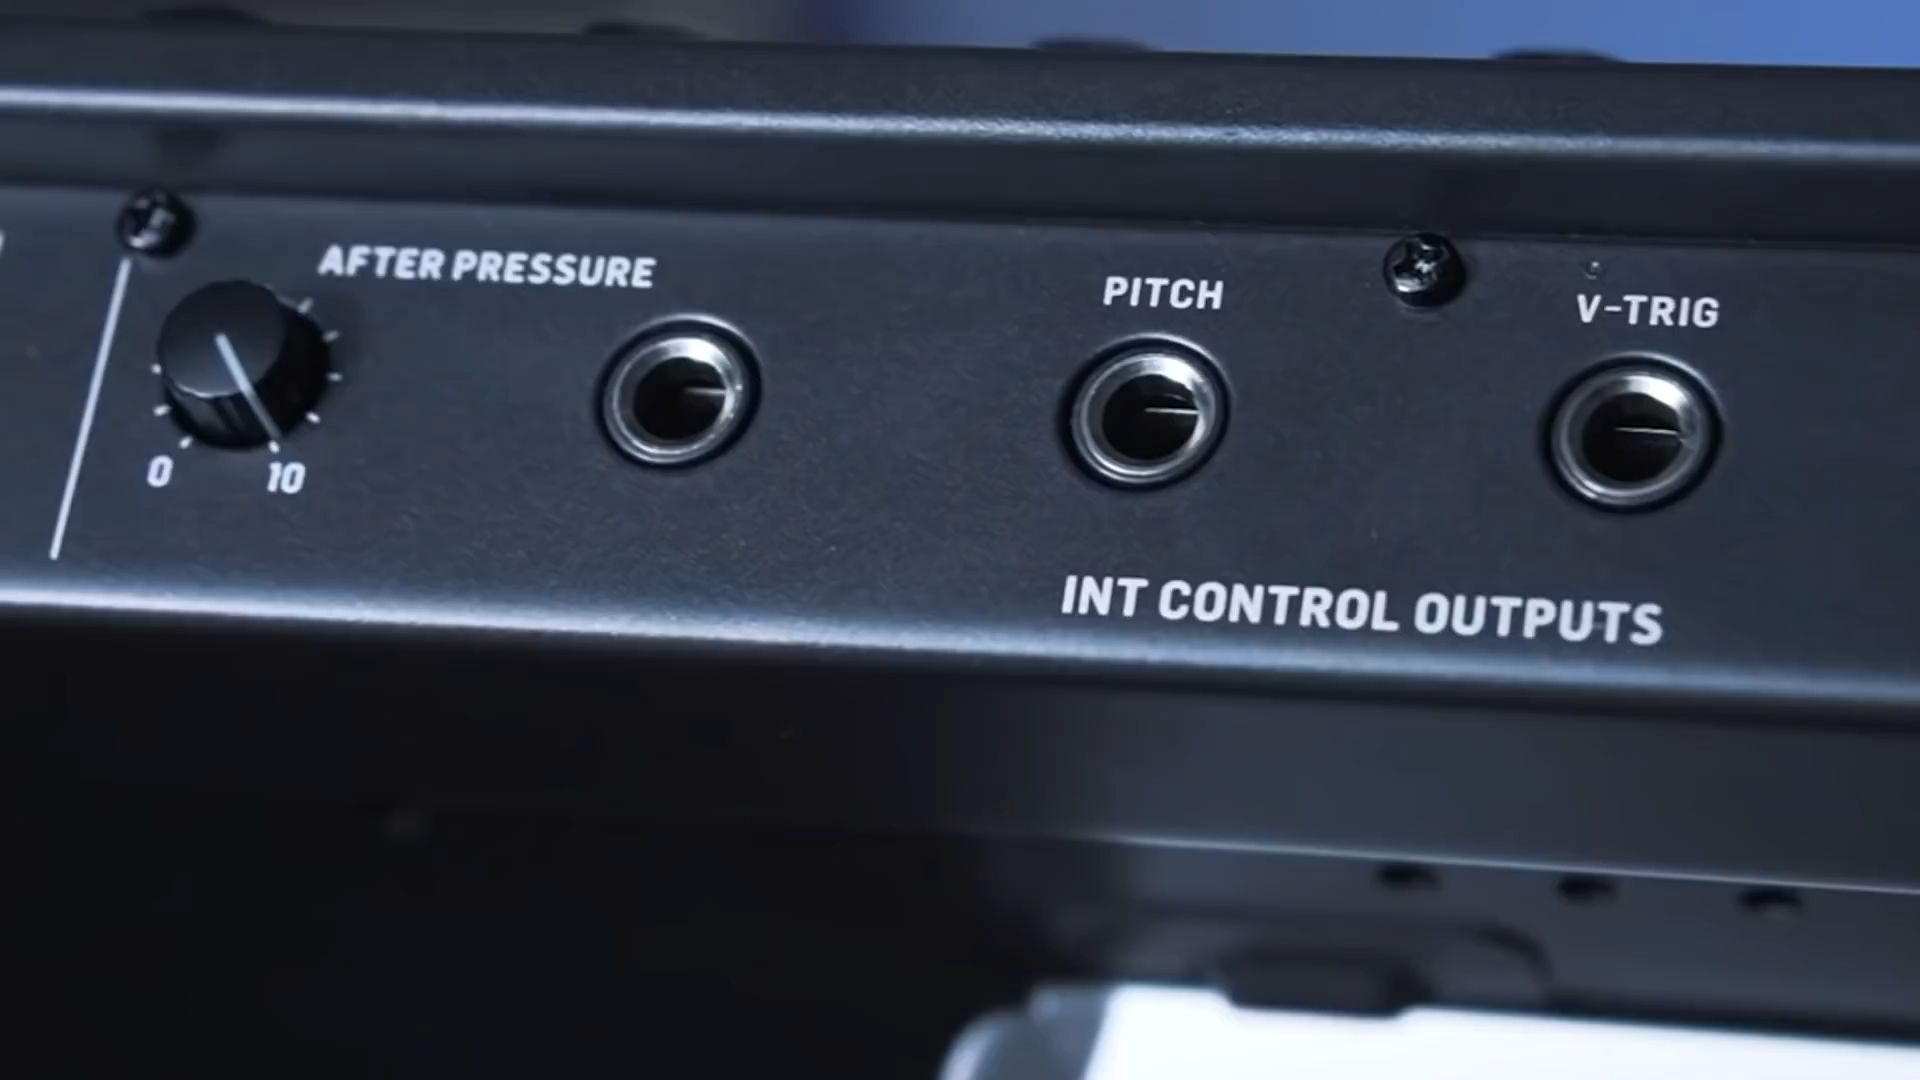 AFTER PRESSURE
PITCH
V-TRIG
0
10
INT CONTROL OUTPUTS